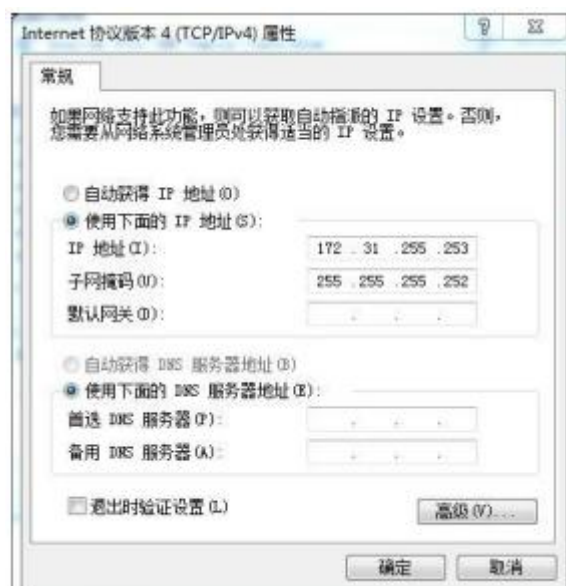 Internet 协议版本 4 (TCP/IPv4) 属性
常规
如果网络支持此功能，则可以获取自动指派的 IP 设置。否则，
您需要从网络系统管理员处获得适当的 IP 设置。
自动获得 IP 地址(O)
使用下面的 IP 地址(S):
IP 地址(I): 172 . 31 .255 .253
子网掩码(U): 255 .255 .255 .252
默认网关(D): . . .
自动获得 DNS 服务器地址(B)
使用下面的 DNS 服务器地址(E):
首选 DNS 服务器(P): . . .
备用 DNS 服务器(A): . . .
退出时验证设置(L)
高级(V)...
确定 取消